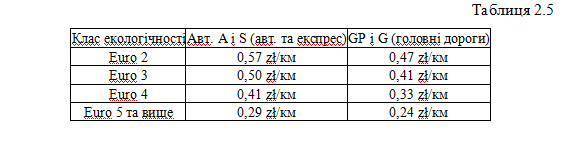 Таблиця 2.5
Клас екологічності Авт. A і S (авт. та експрес) GP і G (головні дороги)
Euro 2 0,57 zł/км 0,47 zł/км
Euro 3 0,50 zł/км 0,41 zł/км
Euro 4 0,41 zł/км 0,33 zł/км
Euro 5 та вище 0,29 zł/км 0,24 zł/км